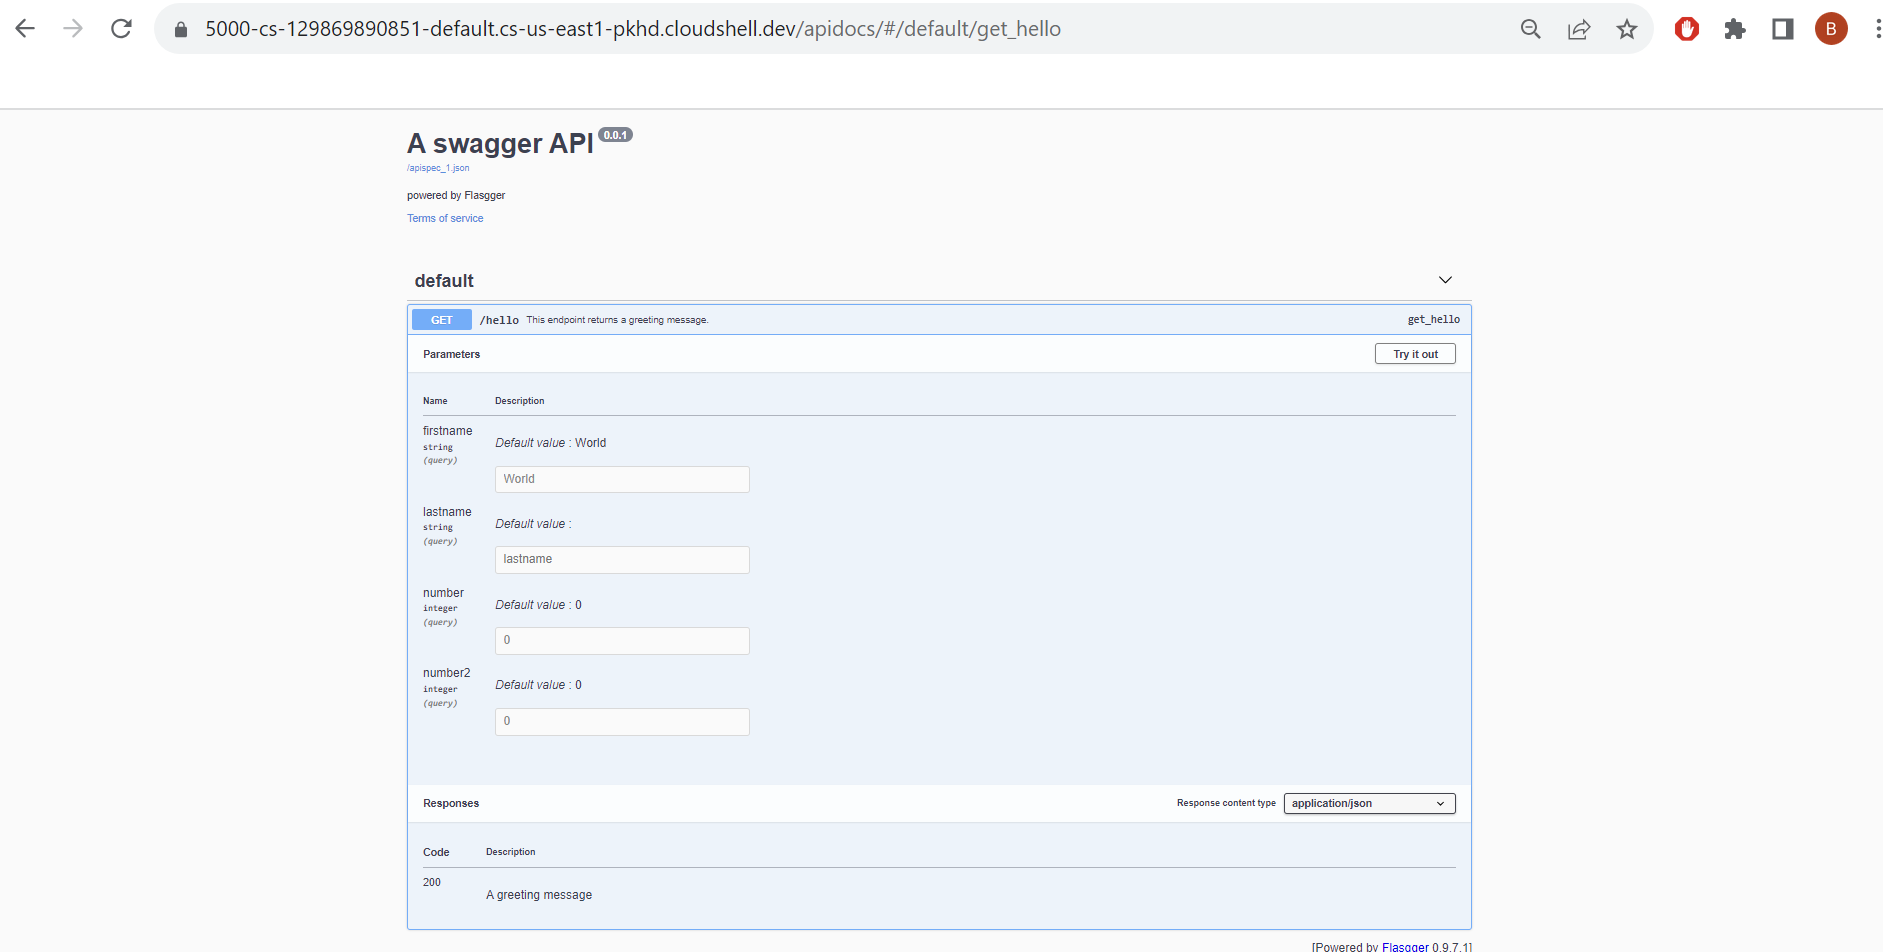 5000-cs-129869890851-default.cs-us-east1-pkhd.cloudshell.dev/apidocs/#/default/get_hello
B
A swagger API 0.0.1
/apispec_1.json
powered by Flasgger
Terms of service
default
GET /hello This endpoint returns a greeting message. get_hello
Parameters Try it out
Name Description
firstname
string
(query)
Default value : World
World
lastname
string
(query)
Default value :
lastname
number
integer
(query)
Default value : 0
0
number2
integer
(query)
Default value : 0
0
Responses Response content type application/json
Code Description
200
A greeting message
[Powered by Flasgger 0.9.7.1]